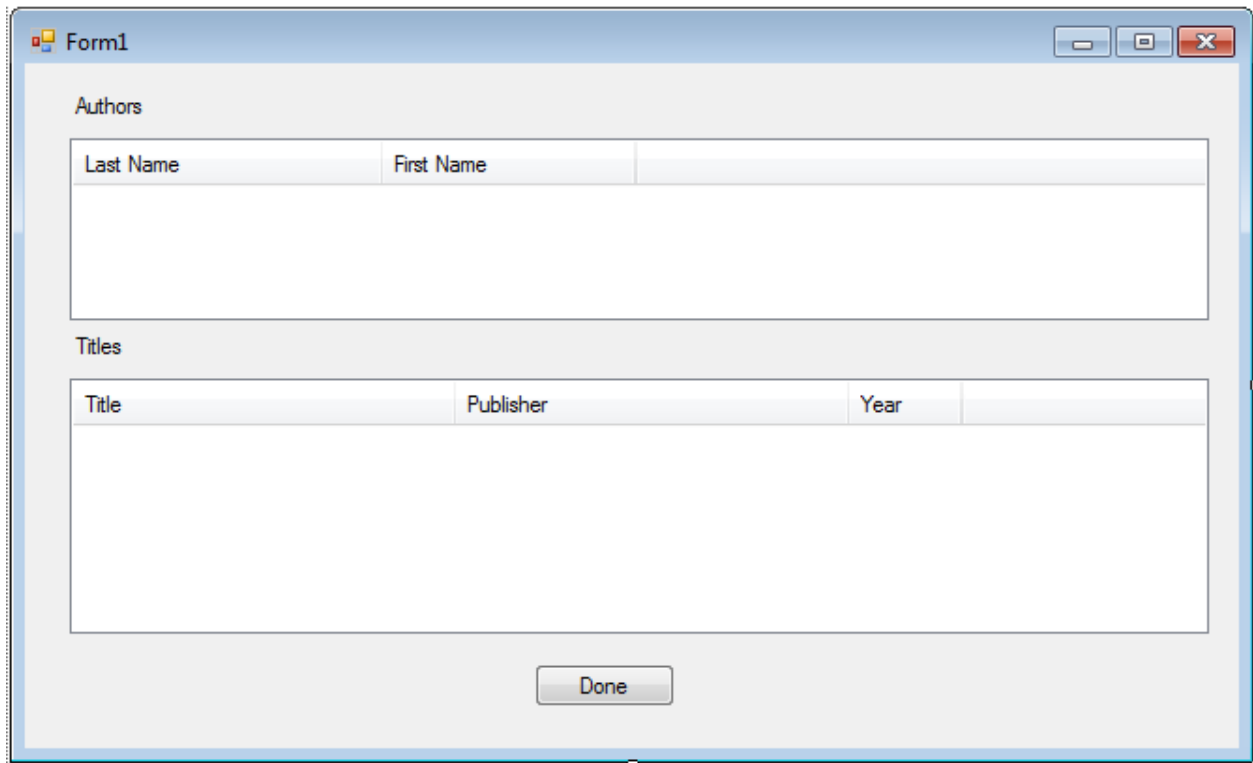 Form1
Authors
Last Name First Name
Titles
Title Publisher Year
Done